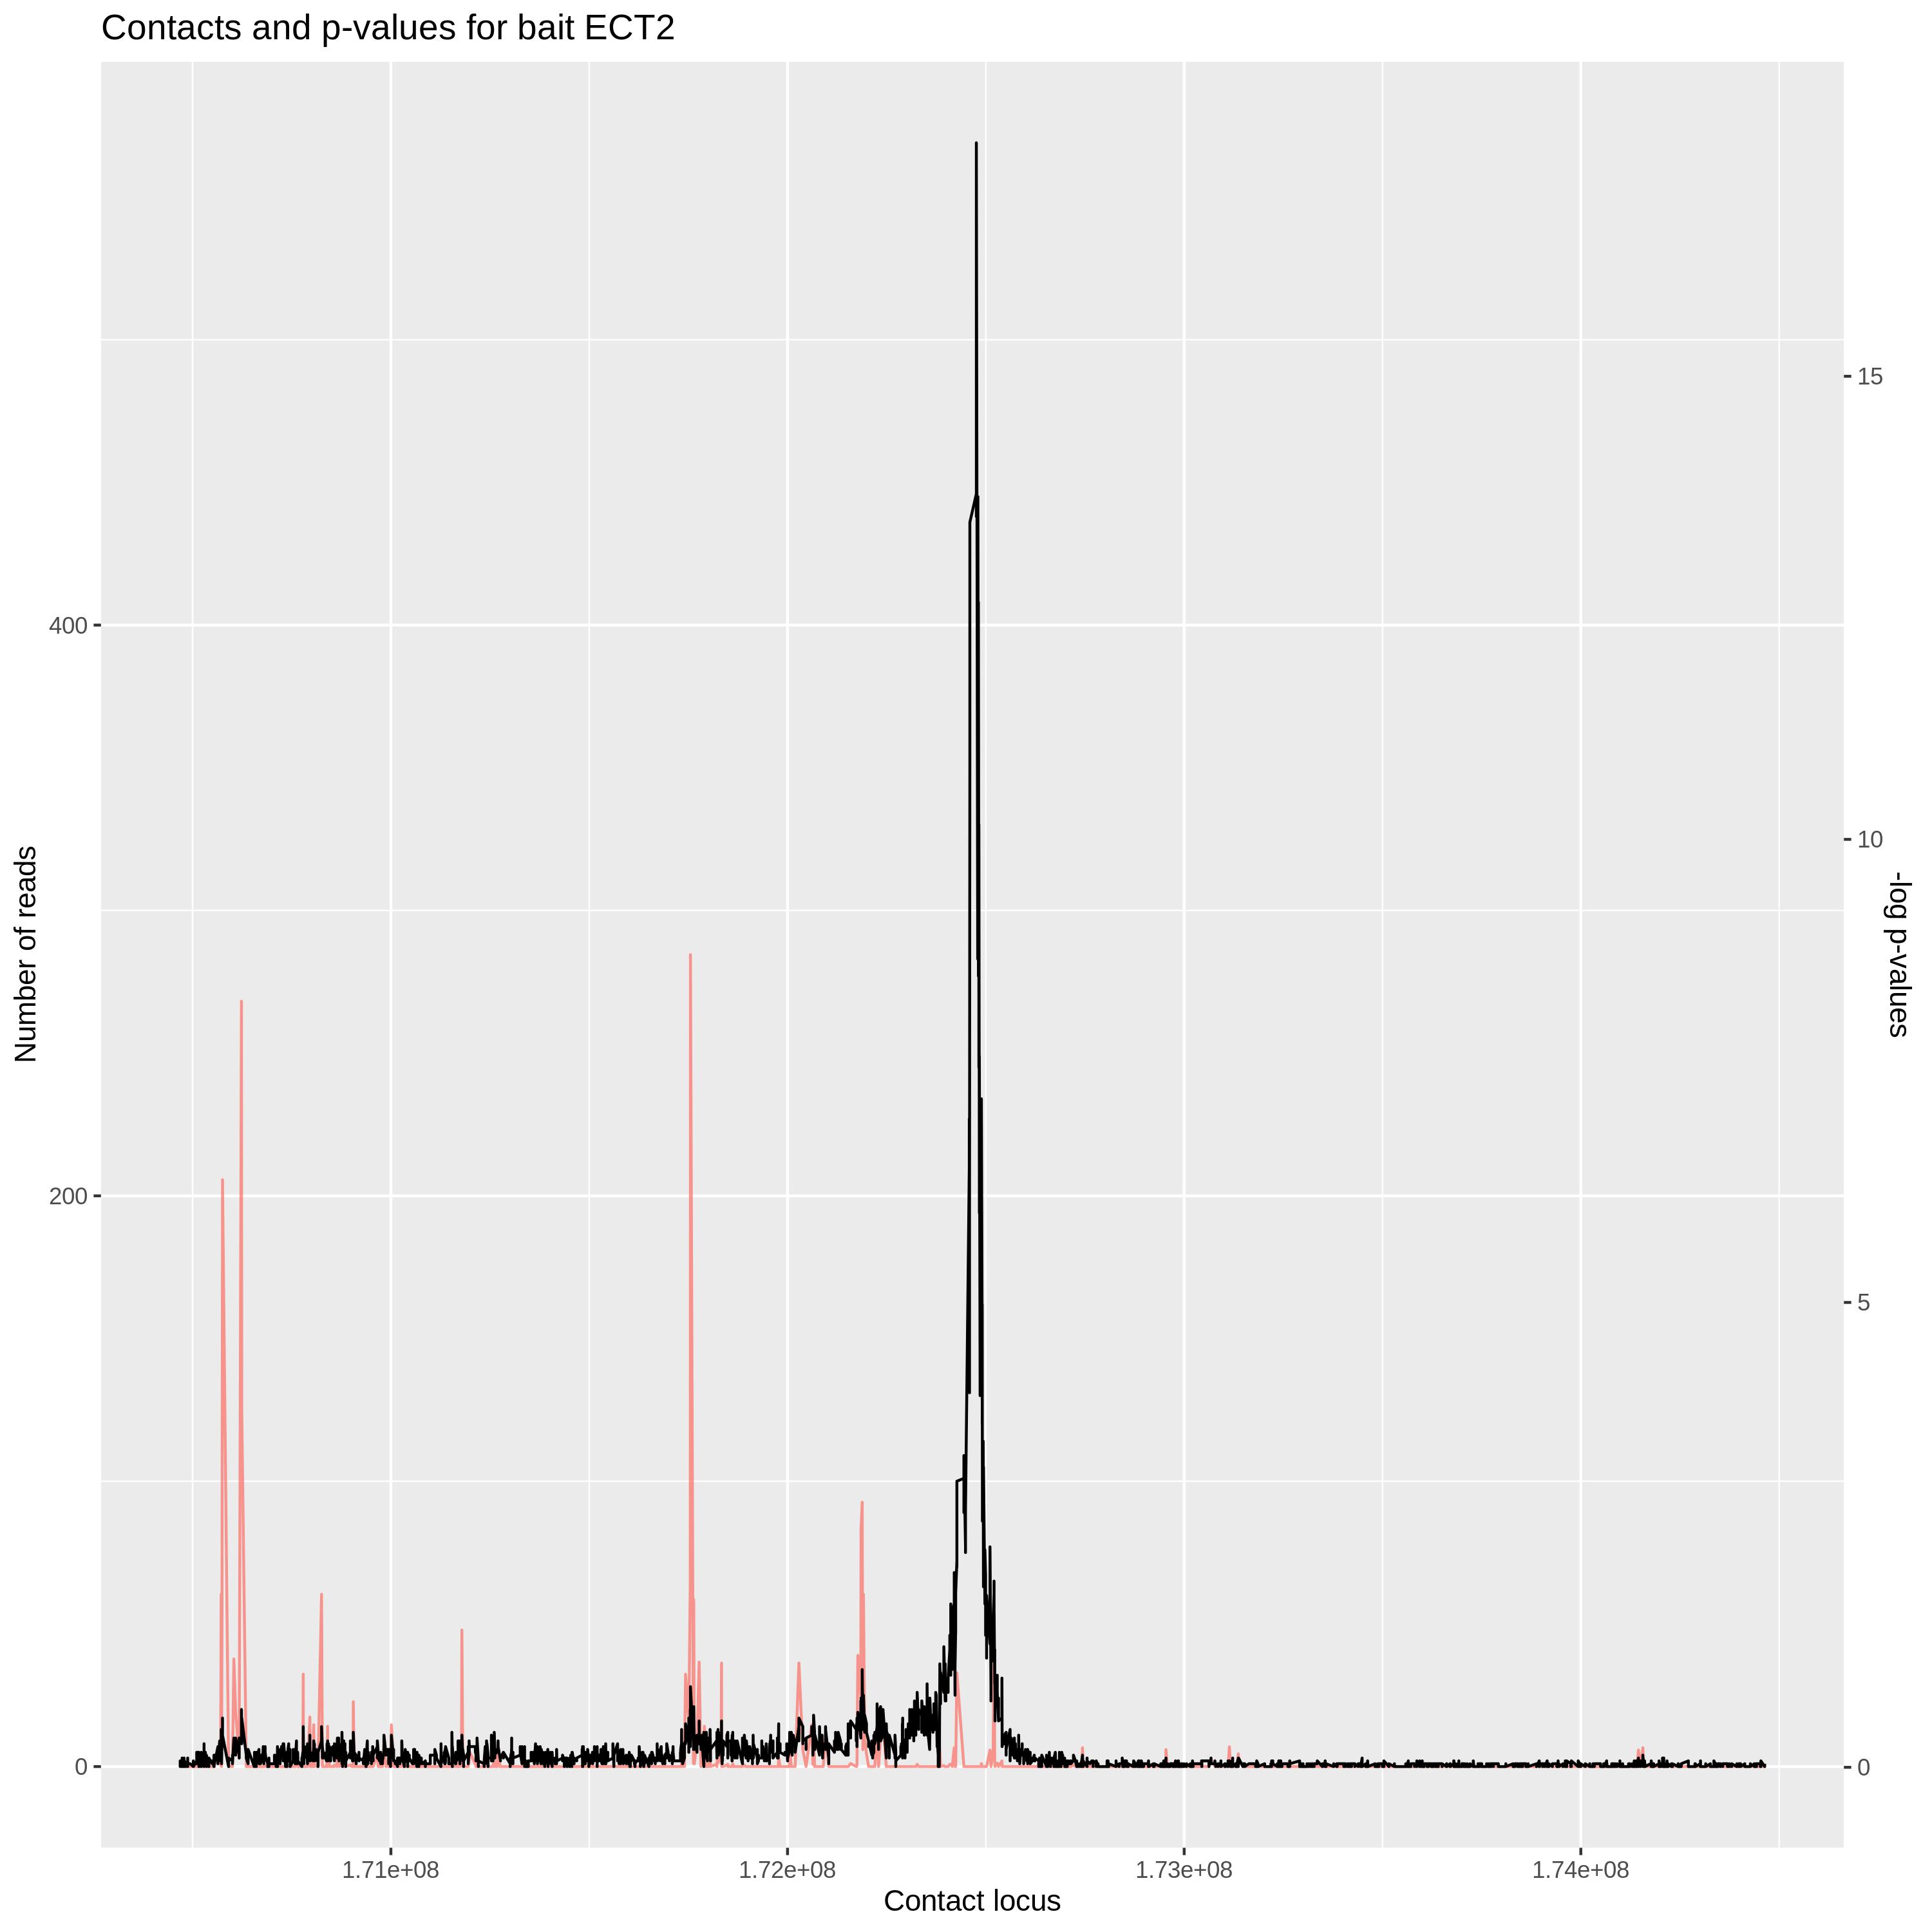 Contacts and p-values for bait ECT2
Number of reads
400
200
0
15
10
5
0
-log p-values
1.71e+08
1.72e+08
1.73e+08
1.74e+08
Contact locus